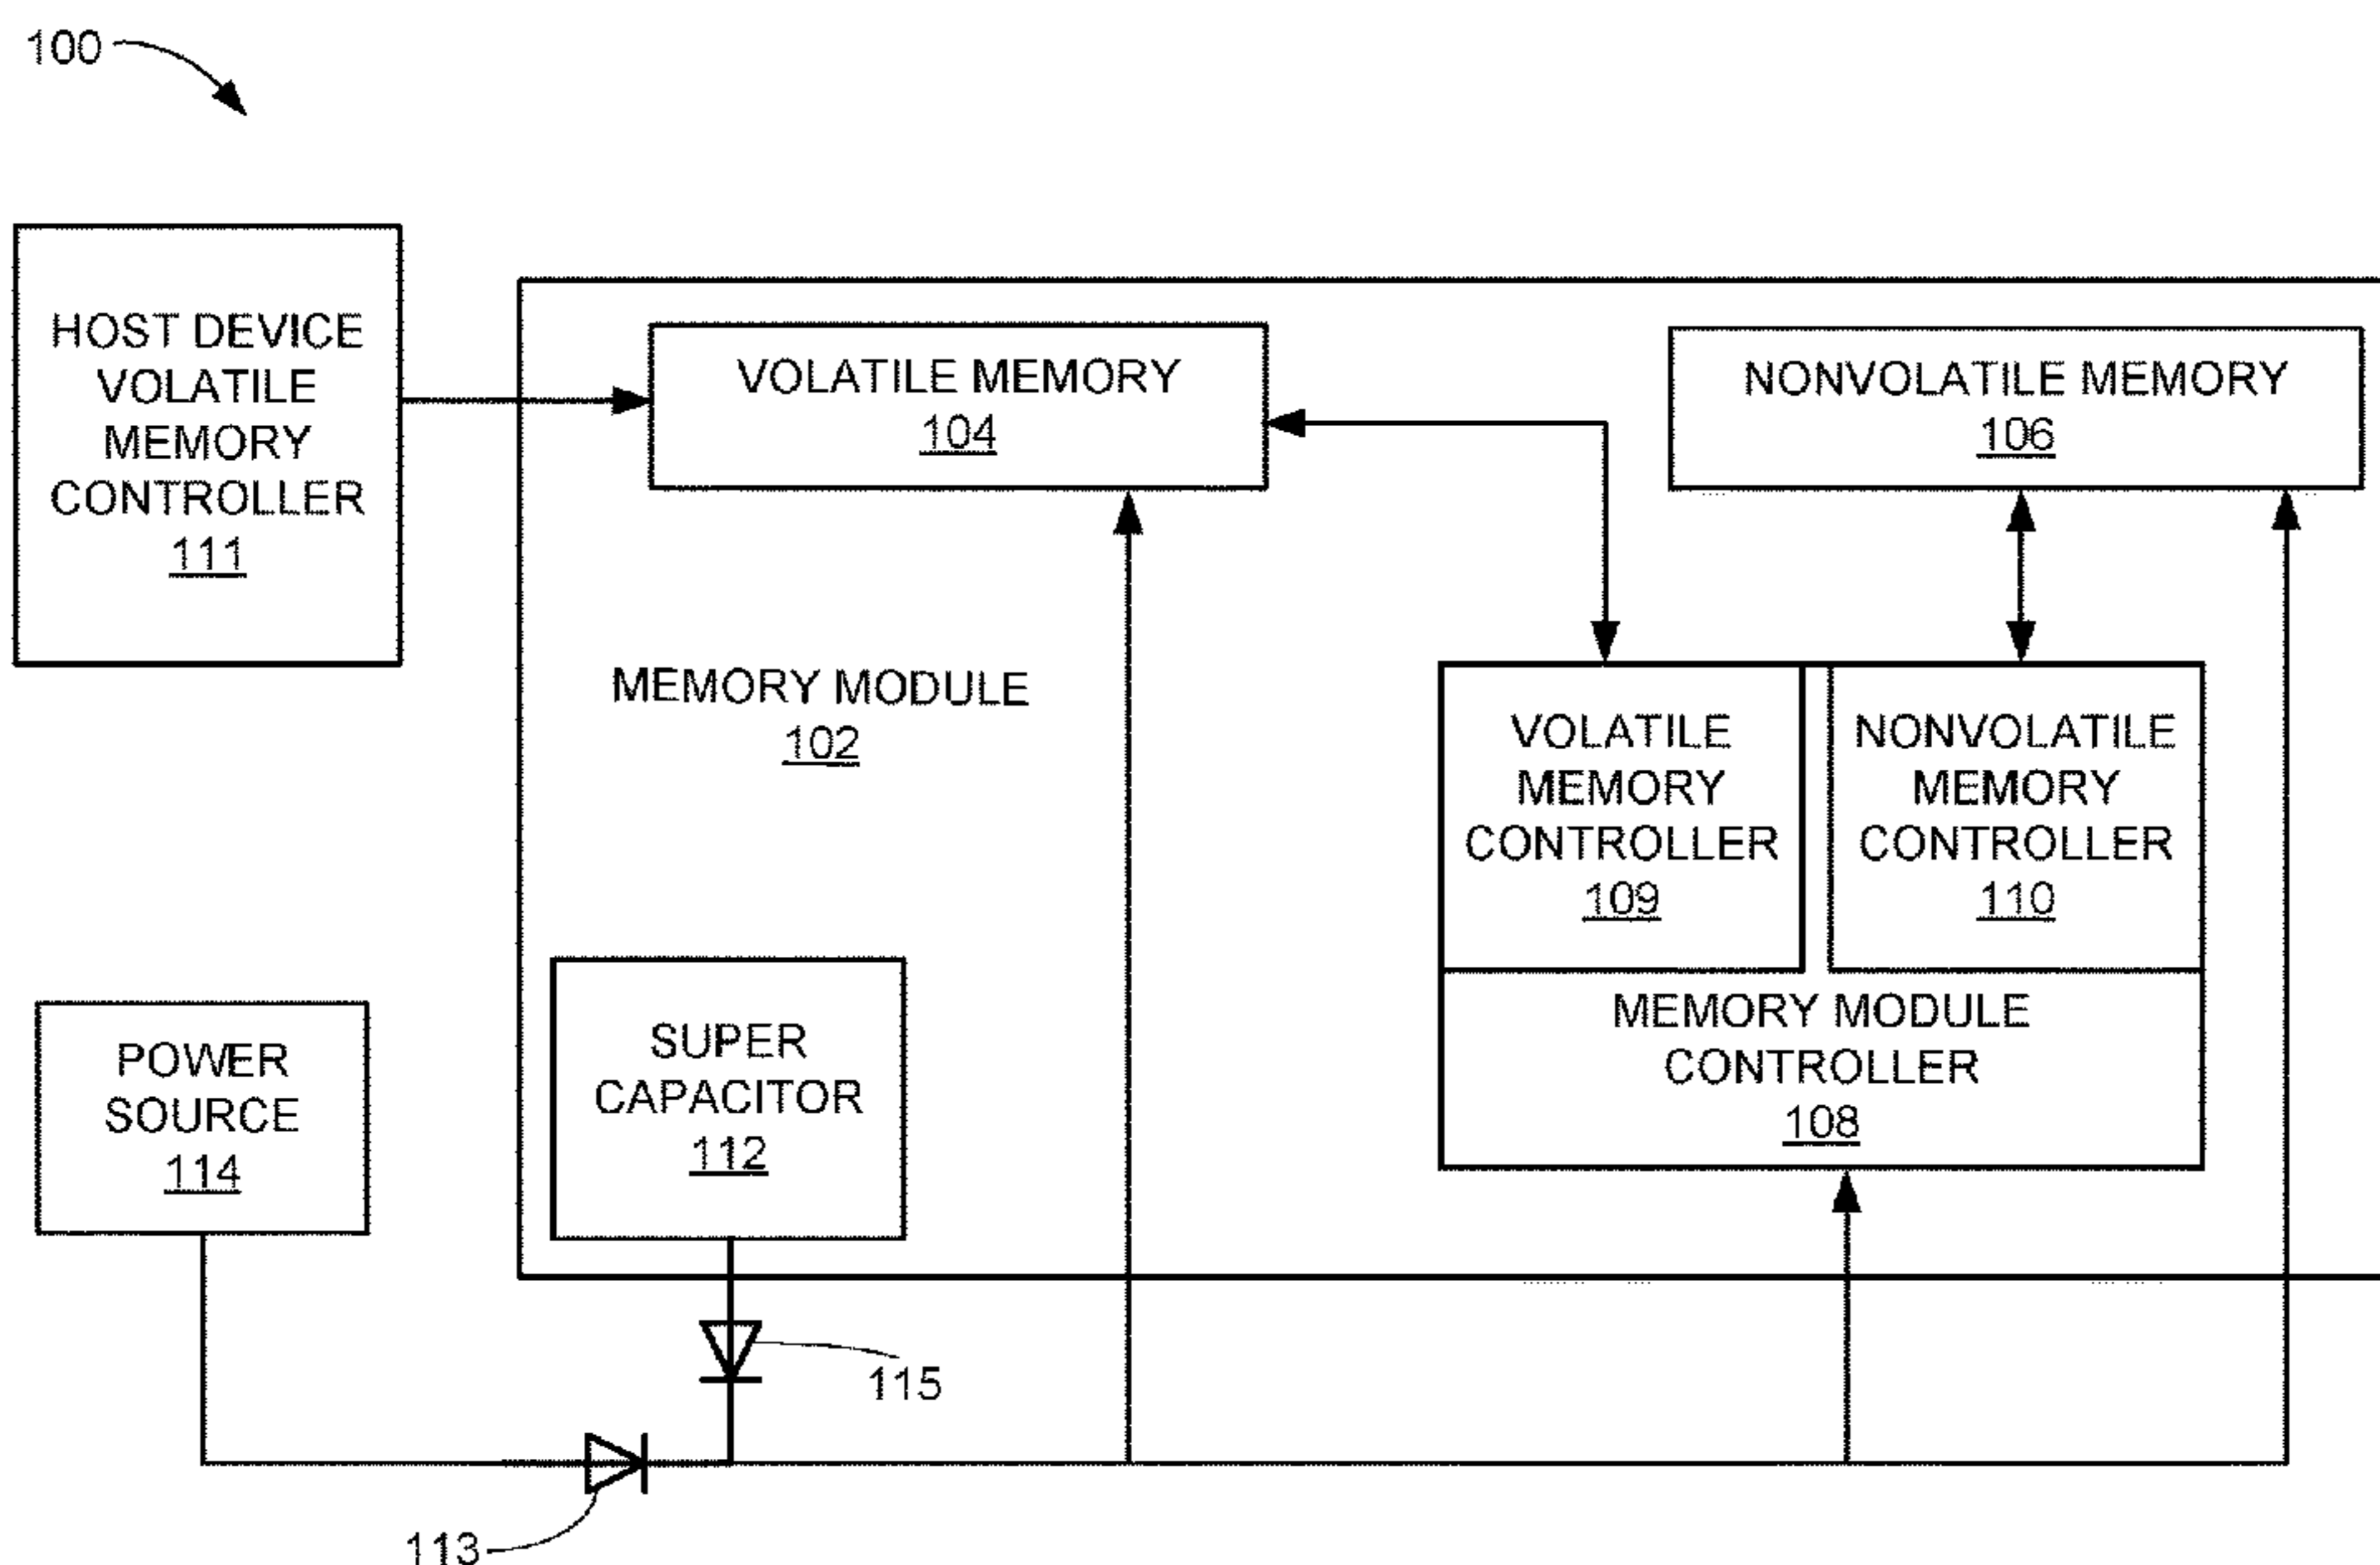 100
HOST DEVICE
VOLATILE
MEMORY
CONTROLLER
111
VOLATILE MEMORY
104
NONVOLATILE MEMORY
106
MEMORY MODULE
102
VOLATILE
MEMORY
CONTROLLER
109
NONVOLATILE
MEMORY
CONTROLLER
110
MEMORY MODULE
CONTROLLER
108
SUPER
CAPACITOR
112
POWER
SOURCE
114
115
113